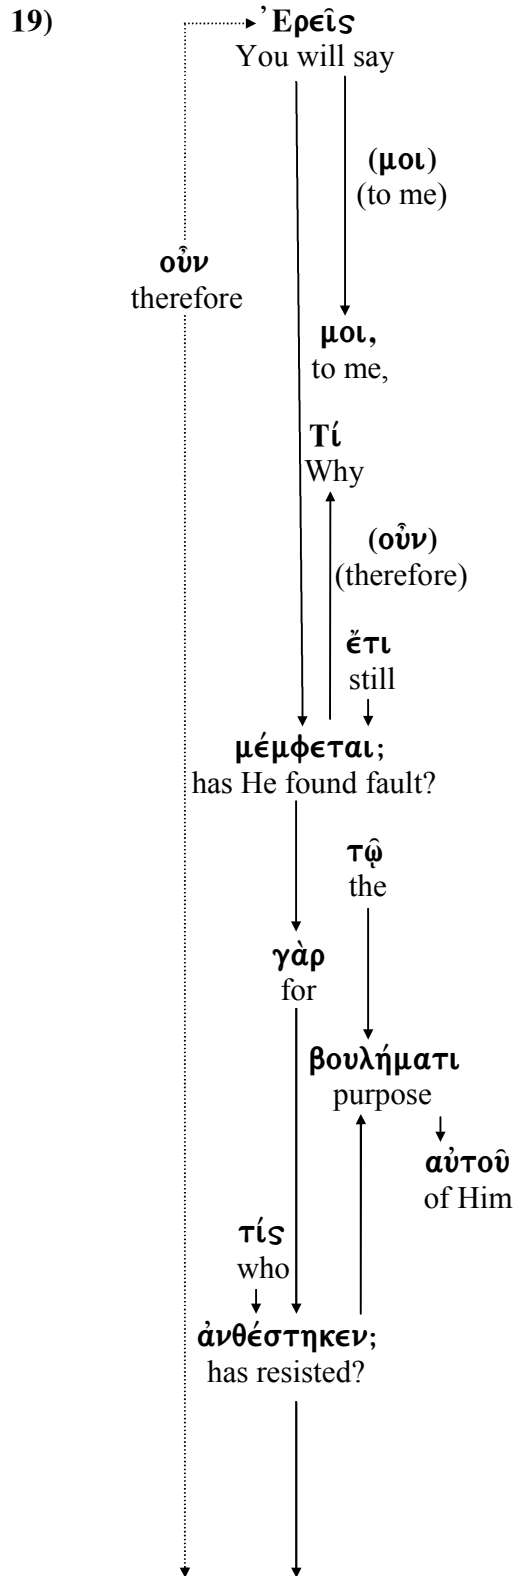 19)
᾿Ερεῖς
You will say
(μοι)
(to me)
οὖν
therefore
μοι,
to me,
Τί
Why
(οὖν)
(therefore)
ἔτι
still
μέμφεται;
has He found fault?
τῷ
the
γὰρ
for
βουλήματι
purpose
αὐτοῦ
of Him
τίς
who
ἀνθέστηκεν;
has resisted?